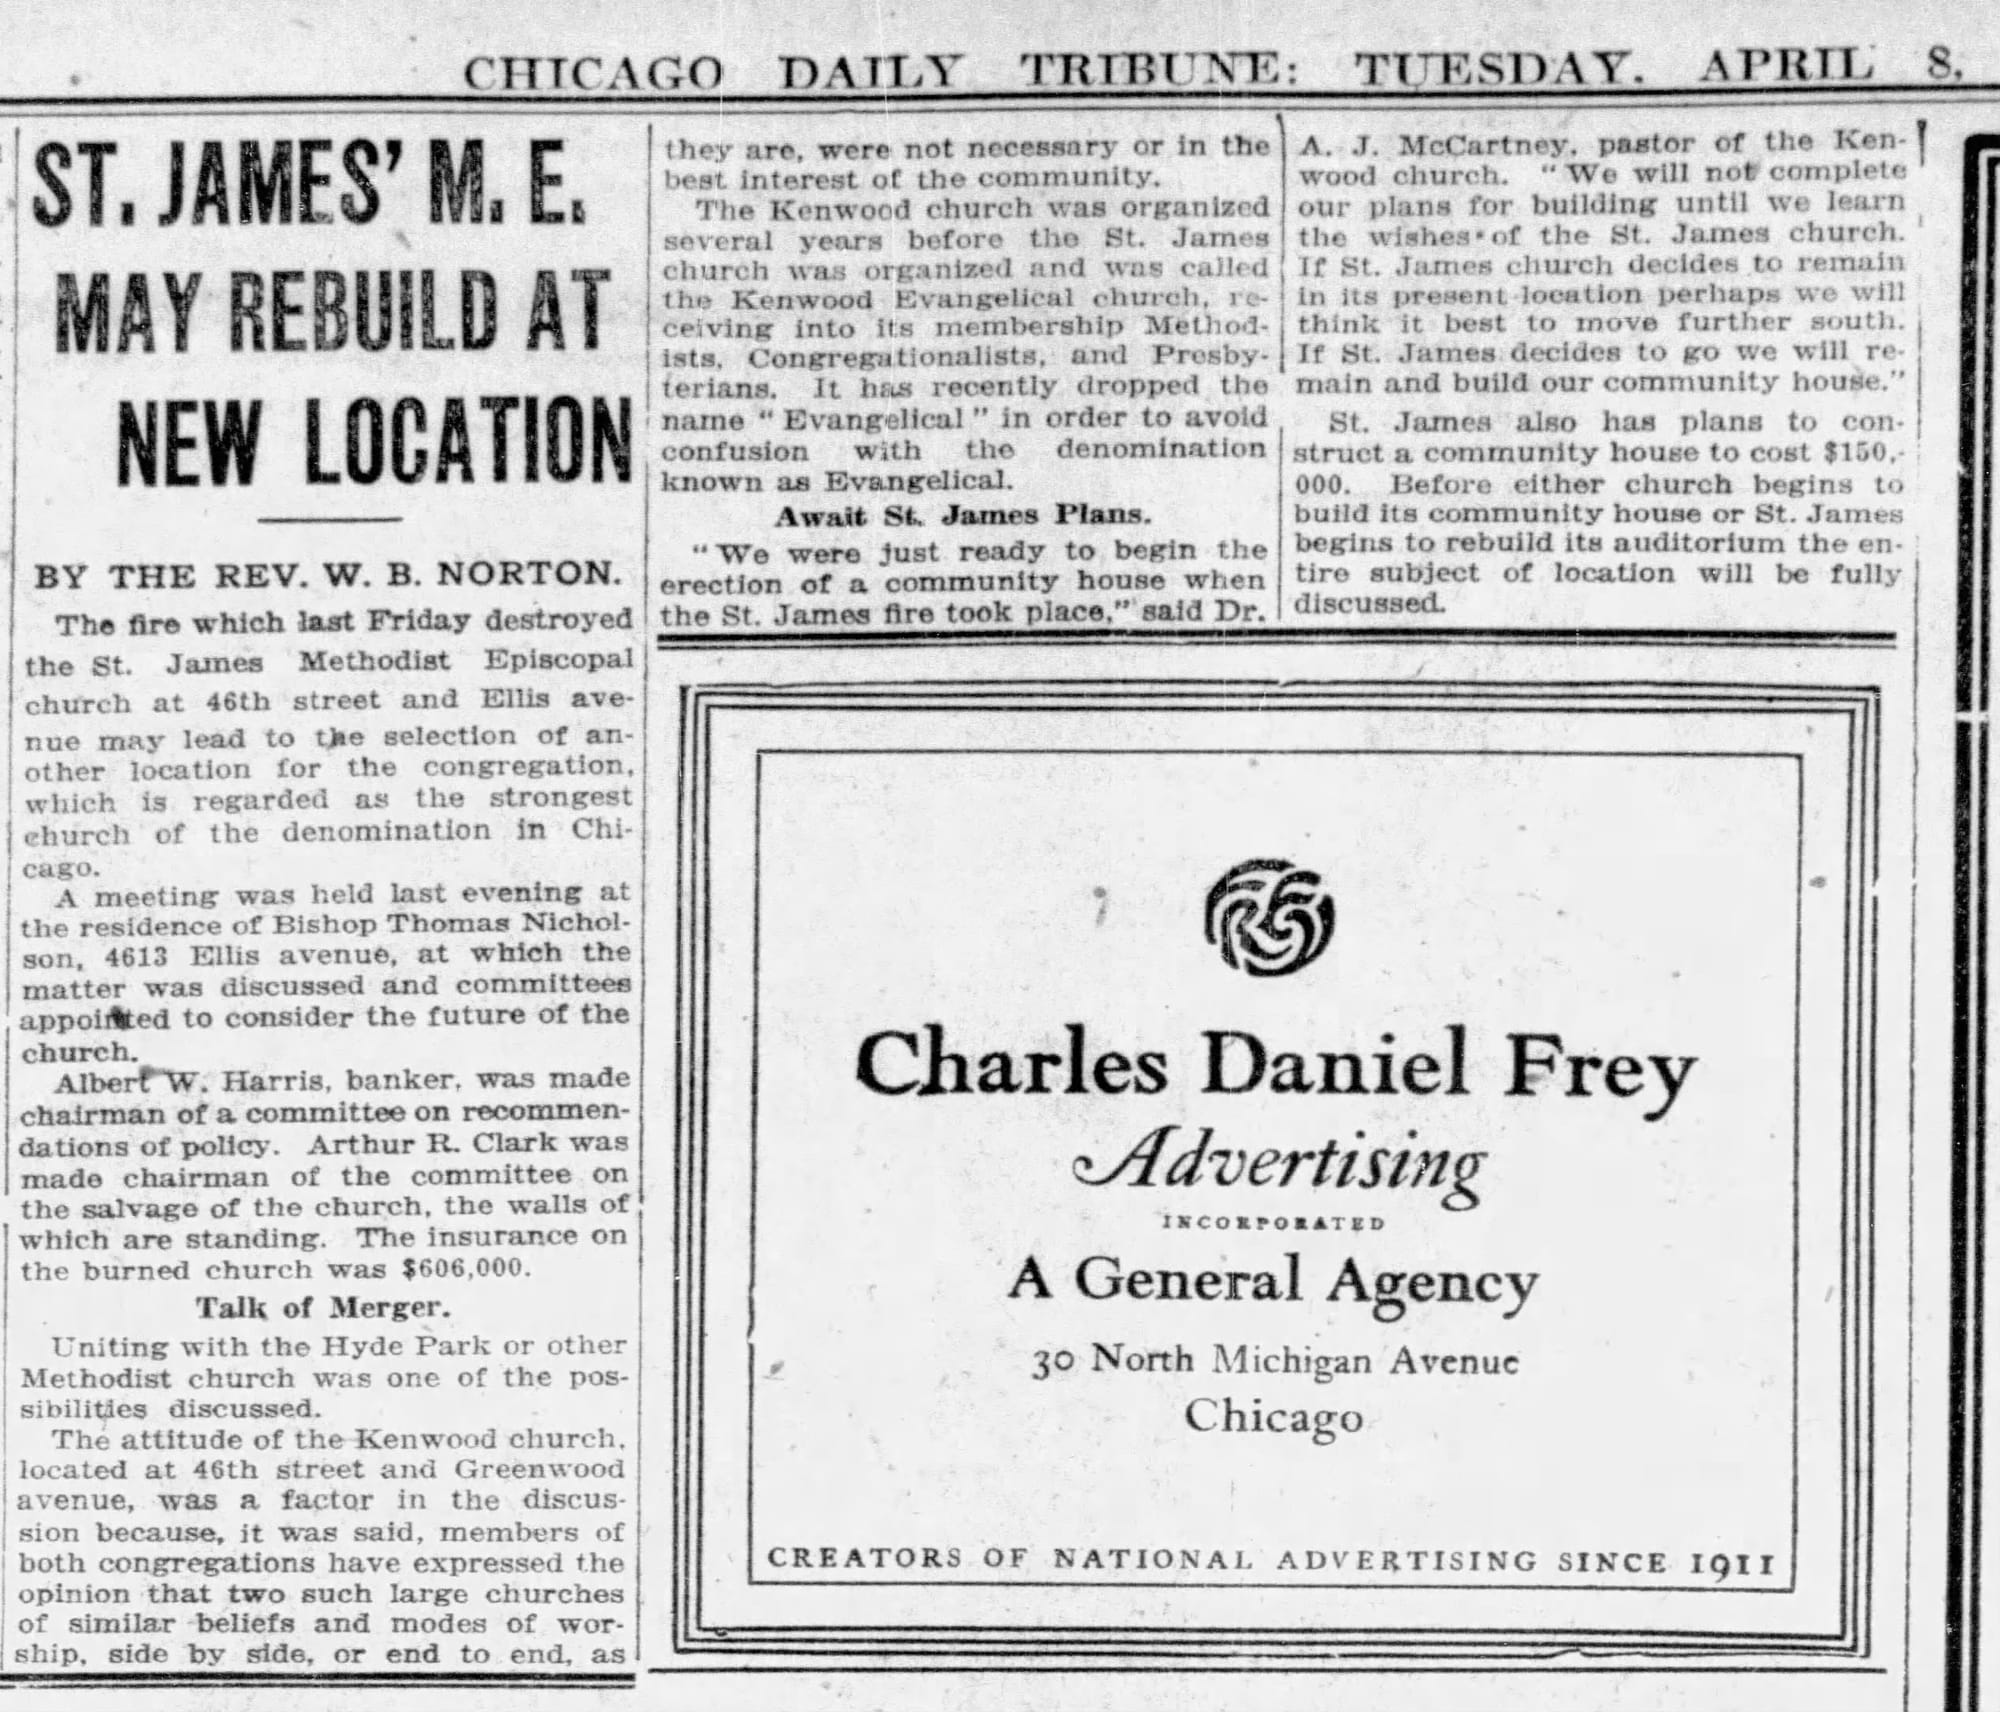 CHICAGO DAILY TRIBUNE: TUESDAY. APRIL 8,
ST. JAMES' M. E.
MAY REBUILD AT
NEW LOCATION
BY THE REV. W. B. NORTON.
The fire which last Friday destroyed
the St. James Methodist Episcopal
church at 46th street and Ellis ave-
nue may lead to the selection of an-
other location for the congregation,
which is regarded as the strongest
church of the denomination in Chi-
cago.
A meeting was held last evening at
the residence of Bishop Thomas Nichol-
son, 4613 Ellis avenue, at which the
matter was discussed and committees
appointed to consider the future of the
church.
Albert W. Harris, banker, was made
chairman of a committee on recommen-
dations of policy. Arthur R. Clark was
made chairman of the committee on
the salvage of the church, the walls of
which are standing. The insurance on
the burned church was $606,000.
Talk of Merger.
Uniting with the Hyde Park or other
Methodist church was one of the pos-
sibilities discussed.
The attitude of the Kenwood church,
located at 46th street and Greenwood
avenue, was a factor in the discus-
sion because, it was said, members of
both congregations have expressed the
opinion that two such large churches
of similar beliefs and modes of wor-
ship, side by side, or end to end, as
they are, were not necessary or in the
best interest of the community.
The Kenwood church was organized
several years before the St. James
church was organized and was called
the Kenwood Evangelical church, re-
ceiving into its membership Method-
ists, Congregationalists, and Presby-
terians. It has recently dropped the
name "Evangelical" in order to avoid
confusion with the denomination
known as Evangelical.
Await St. James Plans.
"We were just ready to begin the
erection of a community house when
the St. James fire took place," said Dr.
A. J. McCartney, pastor of the Ken-
wood church. "We will not complete
our plans for building until we learn
the wishes of the St. James church.
If St. James church decides to remain
in its present location perhaps we will
think it best to move further south.
If St. James decides to go we will re-
main and build our community house."
St. James also has plans to con-
struct a community house to cost $150,-
000. Before either church begins to
build its community house or St. James
begins to rebuild its auditorium the en-
tire subject of location will be fully
discussed.
Charles Daniel Frey
Advertising
INCORPORATED
A General Agency
30 North Michigan Avenue
Chicago
CREATORS OF NATIONAL ADVERTISING SINCE 1911